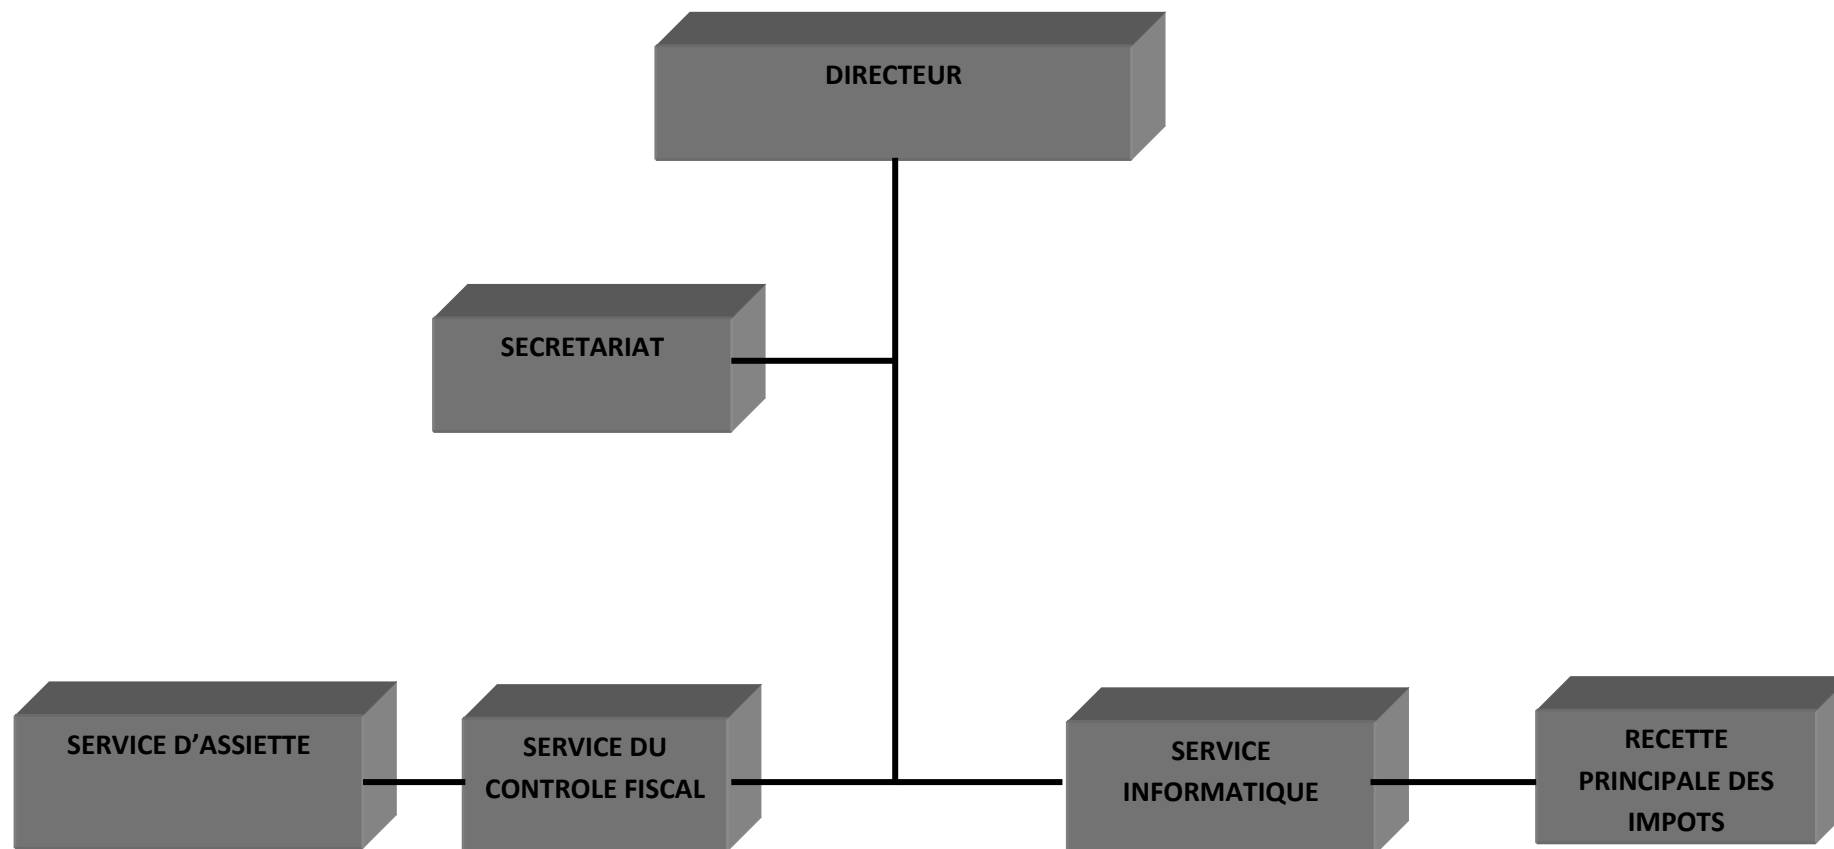 DIRECTEUR
SECRETARIAT
SERVICE D’ASSIETTE
SERVICE DU
CONTROLE FISCAL
SERVICE
INFORMATIQUE
RECETTE
PRINCIPALE DES
IMPOTS